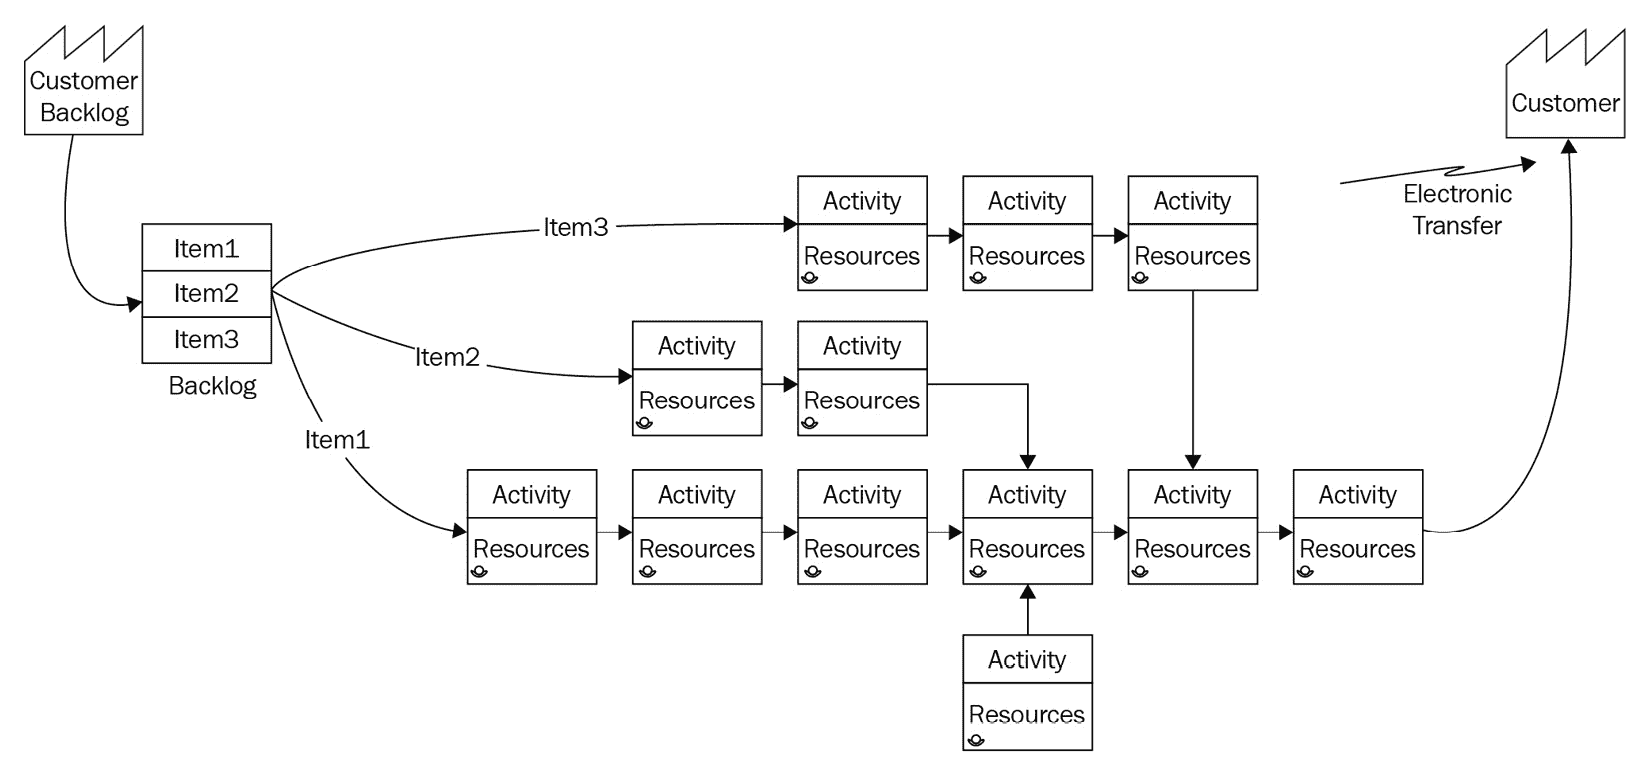 Customer
Backlog
Customer
Electronic
Transfer
Item1
Item2
Item3
Backlog
Item3
Activity
Resources
Activity
Resources
Activity
Resources
Item2
Activity
Resources
Activity
Resources
Item1
Activity
Resources
Activity
Resources
Activity
Resources
Activity
Resources
Activity
Resources
Activity
Resources
Activity
Resources